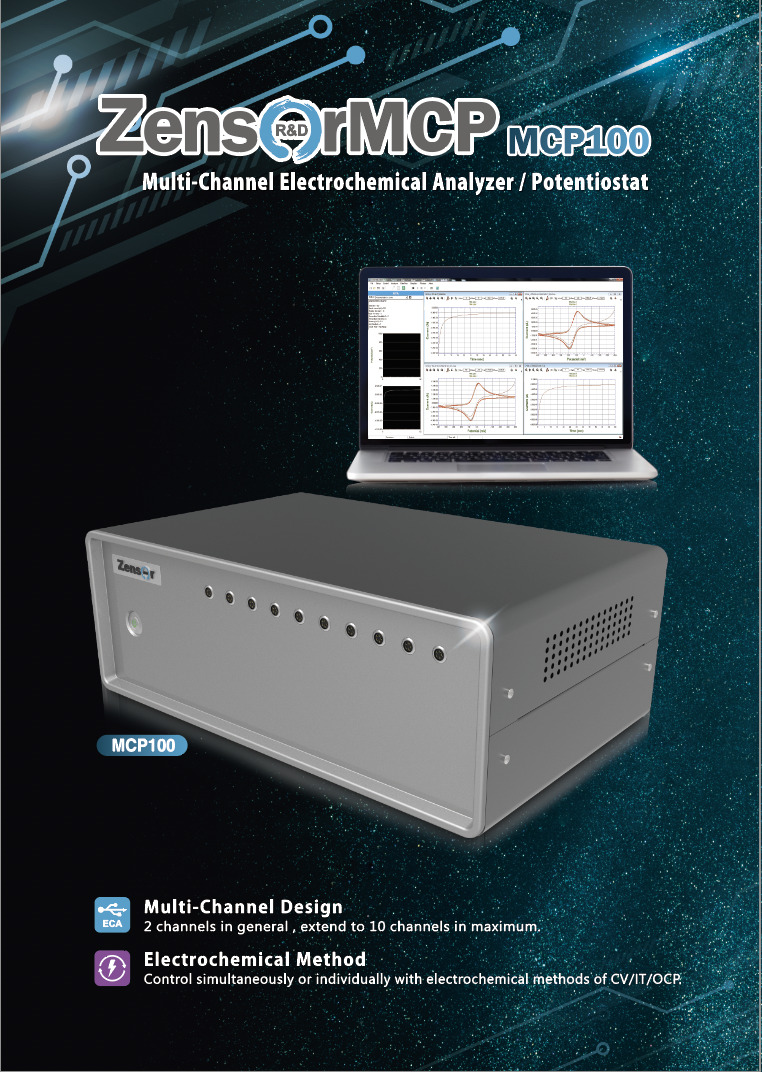 ZensorMCP MCP100
R&D
Multi-Channel Electrochemical Analyzer / Potentiostat
Zensor
MCP100
Multi-Channel Design
ECA
2 channels in general , extend to 10 channels in maximum.
Electrochemical Method
Control simultaneously or individually with electrochemical methods of CV/IT/OCP.